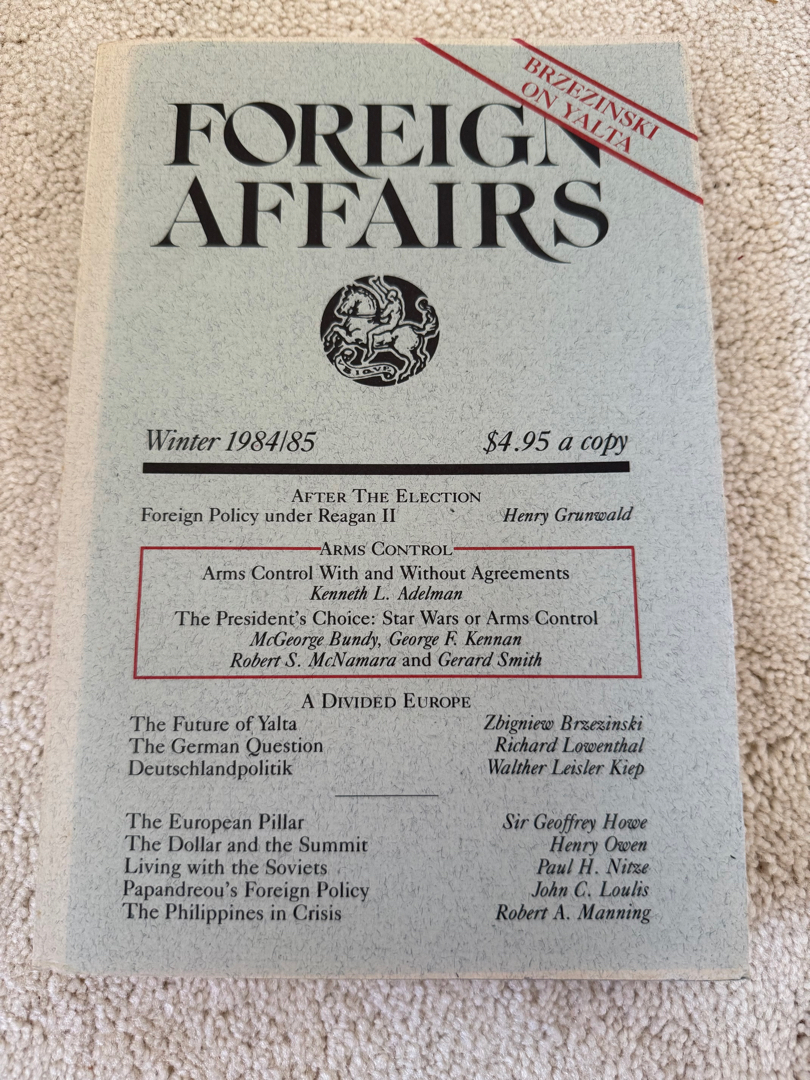 BRZEZINSKI
ON YALTA
FOREIGN
AFFAIRS
VBIQVE
Winter 1984/85 $4.95 a copy
AFTER THE ELECTION
Foreign Policy under Reagan II Henry Grunwald
ARMS CONTROL
Arms Control With and Without Agreements
Kenneth L. Adelman
The President's Choice: Star Wars or Arms Control
McGeorge Bundy, George F. Kennan
Robert S. McNamara and Gerard Smith
A DIVIDED EUROPE
The Future of Yalta Zbigniew Brzezinski
The German Question Richard Lowenthal
Deutschlandpolitik Walther Leisler Kiep
The European Pillar Sir Geoffrey Howe
The Dollar and the Summit Henry Owen
Living with the Soviets Paul H. Nitze
Papandreou's Foreign Policy John C. Loulis
The Philippines in Crisis Robert A. Manning